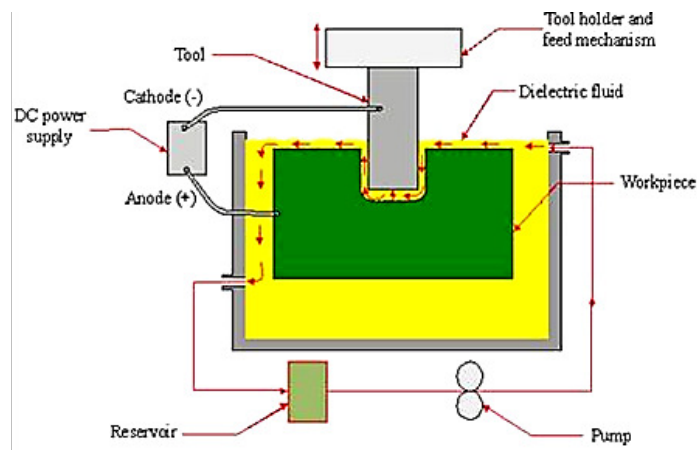 Tool holder and
feed mechanism
Tool
Cathode (-)
Dielectric fluid
DC power
supply
Workpiece
Anode (+)
Reservoir
Pump